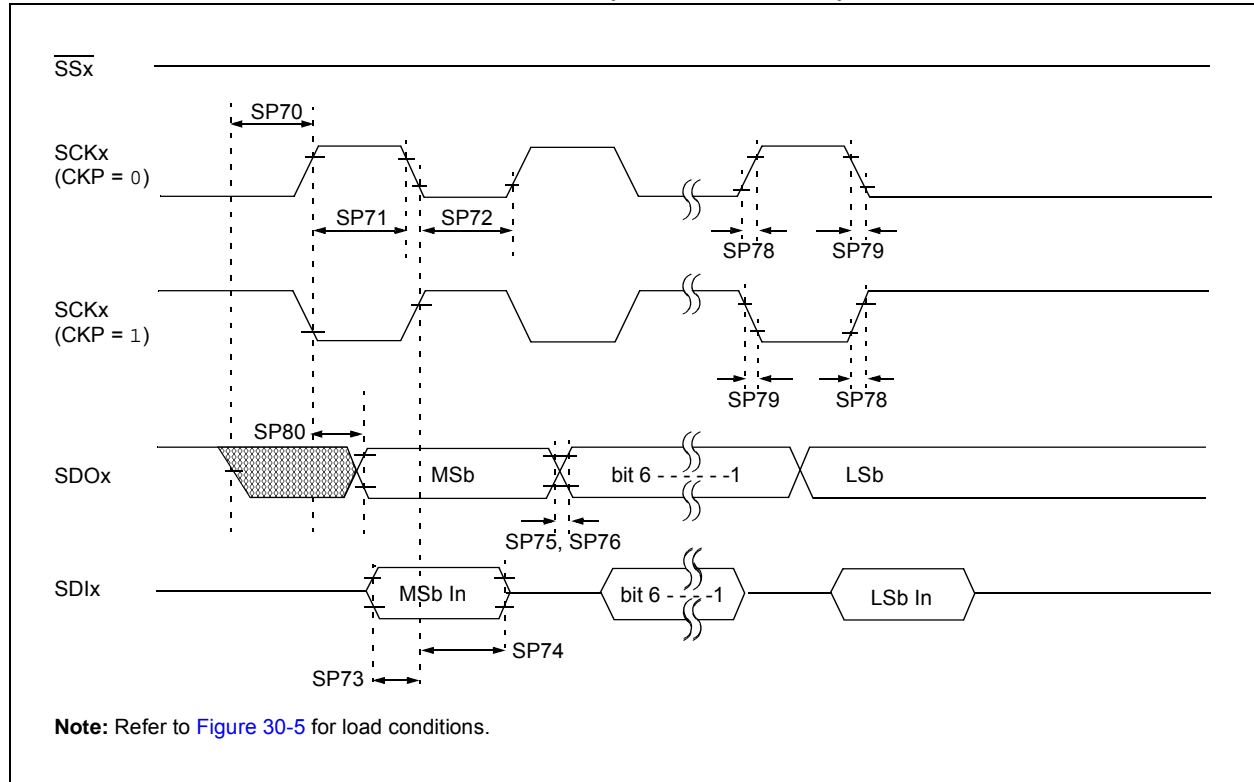 SSx
SP70
SCKx
(CKP = 0)
SP71
SP72
SP78
SP79
SCKx
(CKP = 1)
SP79
SP78
SP80
SDOx
MSb
bit 6 - - - - - -1
LSb
SP75, SP76
SDIx
MSb In
bit 6 - - - -1
LSb In
SP74
SP73
Note: Refer to Figure 30-5 for load conditions.